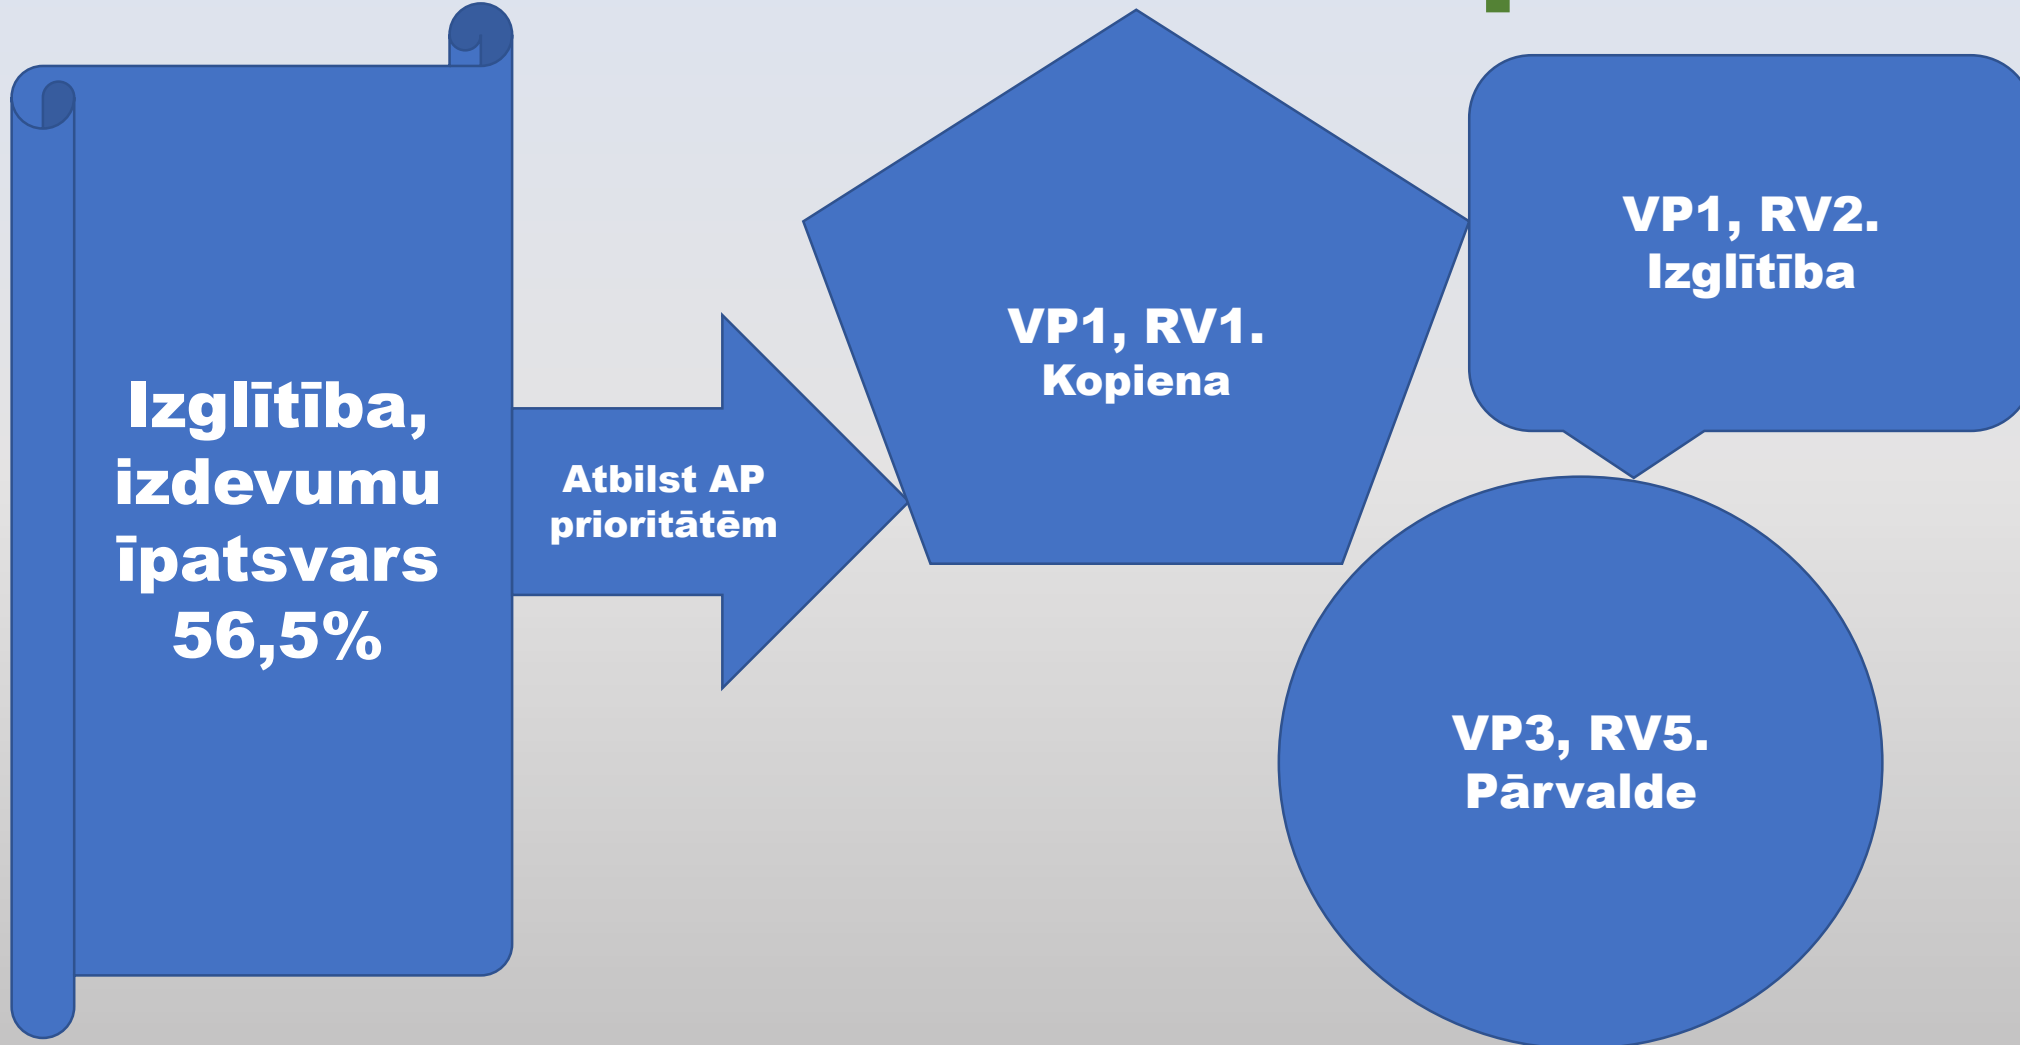 Izglītība,
izdevumu
īpatsvars
56,5%
Atbilst AP
prioritātēm
VP1, RV1.
Kopiena
VP1, RV2.
Izglītība
VP3, RV5.
Pārvalde